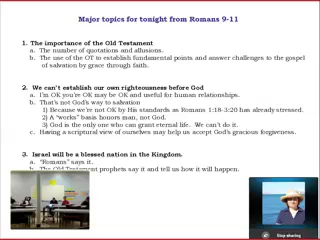 Major topics for tonight from Romans 9-11
1. The importance of the Old Testament
a. The number of quotations and allusions.
b. The use of the OT to establish fundamental points and answer challenges to the gospel
of salvation by grace through faith.
2. We can't establish our own righteousness before God
a. I'm OK you're OK may be OK and useful for human relationships.
b. That's not God's way to salvation
1) Because we're not OK by His standards as Romans 1:18-3:20 has already stressed.
2) A "works" basis honors man, not God.
3) God is the only one who can grant eternal life. We can't do it.
c. Having a scriptural view of ourselves may help us accept God's gracious forgiveness.
3. Israel will be a blessed nation in the Kingdom.
a. "Romans" says it.
b. The Old Testament prophets say it and tell us how it will happen.
Stop sharing